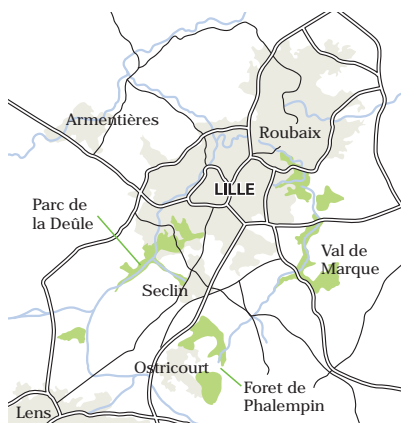 Armentières
Roubaix
LILLE
Parc de
la Deûle
Val de
Marque
Seclin
Ostricourt
Foret de
Phalempin
Lens